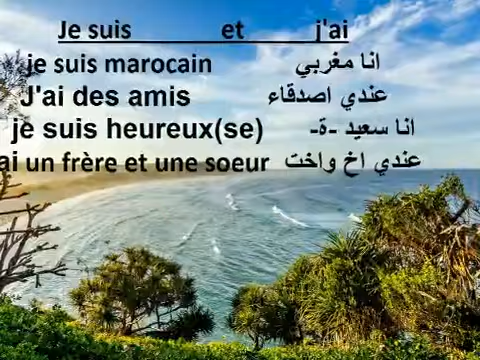 Je suis et j'ai
je suis marocain انا مغربي
J'ai des amis عندي اصدقاء
je suis heureux(se) انا سعيد -ة-
ai un frère et une soeur عندي اخ واخت